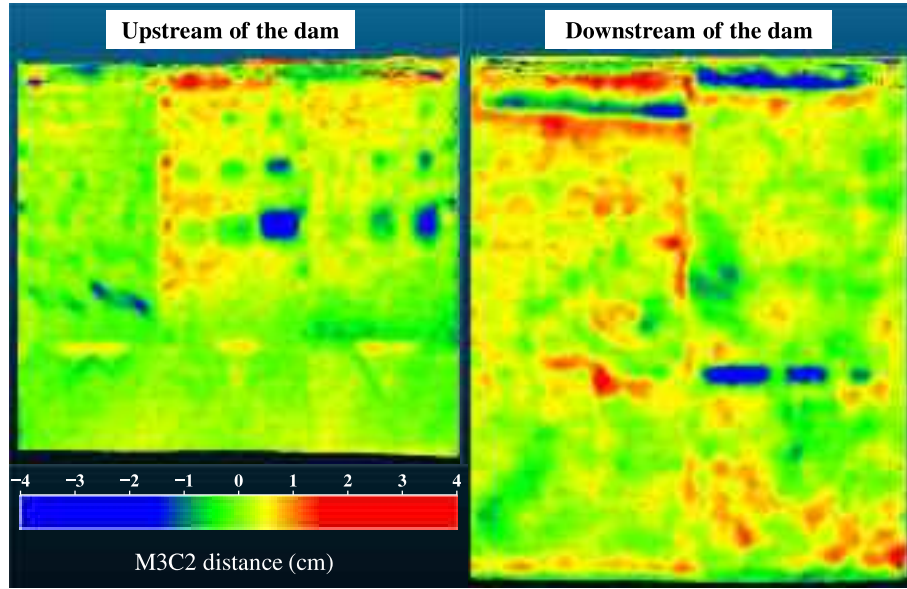 Upstream of the dam
Downstream of the dam
−4 −3 −2 −1 0 1 2 3 4
M3C2 distance (cm)